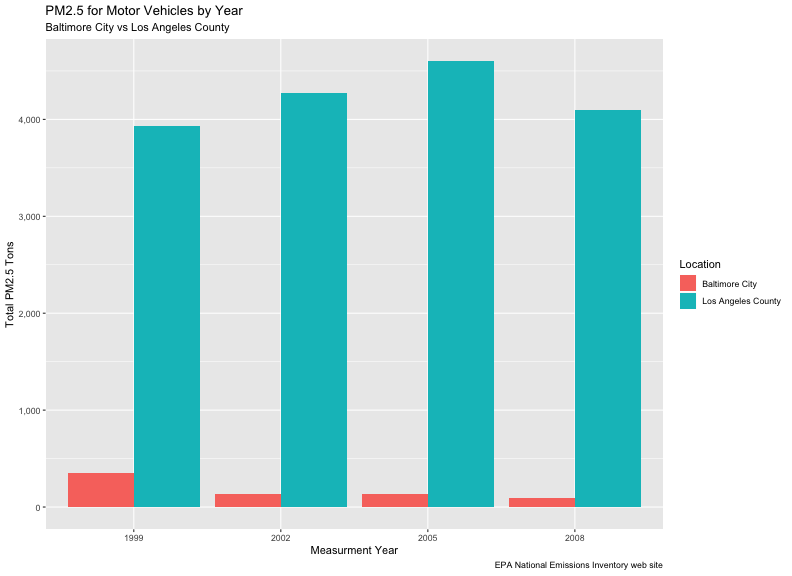 PM2.5 for Motor Vehicles by Year
Baltimore City vs Los Angeles County
Total PM2.5 Tons
4,000
3,000
2,000
1,000
0
1999
2002
2005
2008
Measurment Year
Location
Baltimore City
Los Angeles County
EPA National Emissions Inventory web site